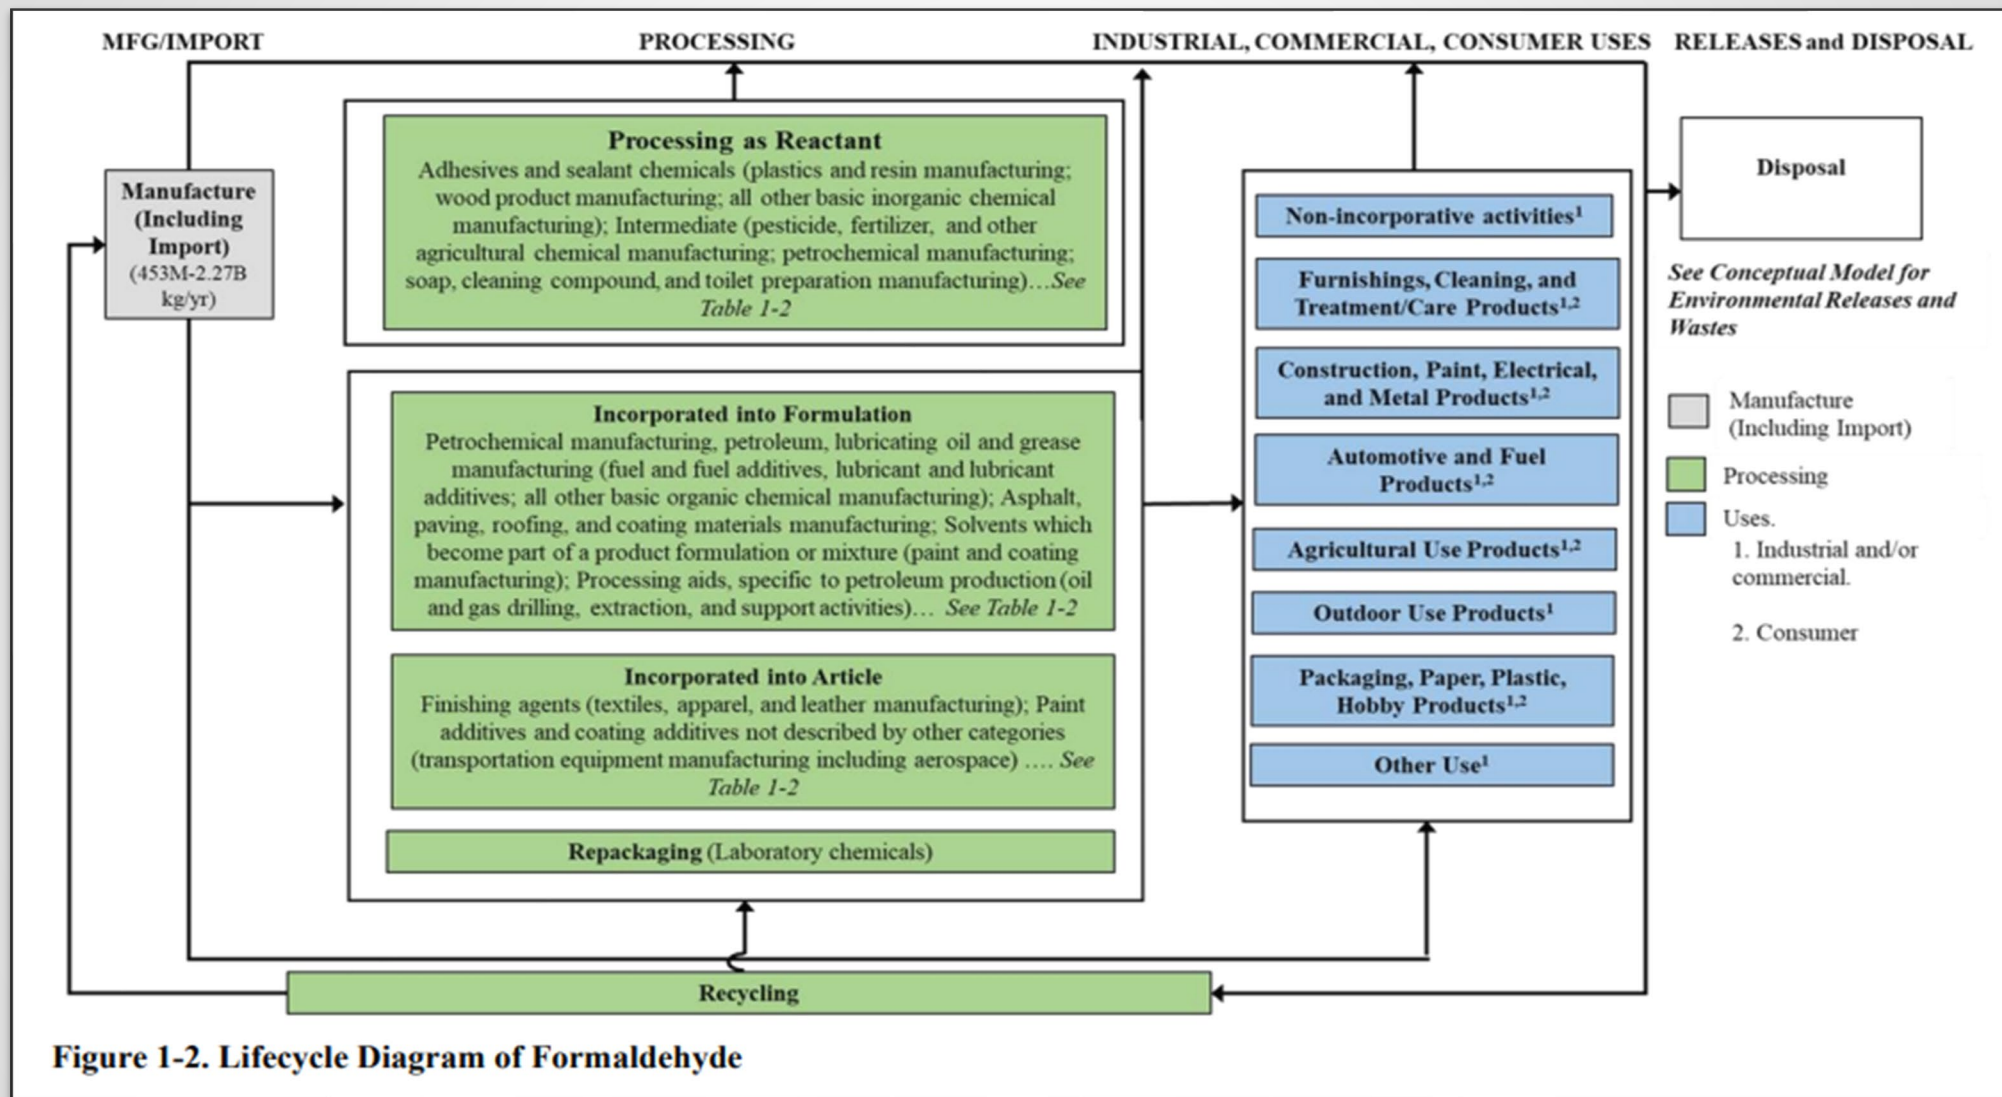 MFG/IMPORT
PROCESSING
INDUSTRIAL, COMMERCIAL, CONSUMER USES
RELEASES and DISPOSAL
Manufacture
(Including
Import)
(453M-2.27B
kg/yr)
Processing as Reactant
Adhesives and sealant chemicals (plastics and resin manufacturing;
wood product manufacturing; all other basic inorganic chemical
manufacturing); Intermediate (pesticide, fertilizer, and other
agricultural chemical manufacturing; petrochemical manufacturing;
soap, cleaning compound, and toilet preparation manufacturing)…See
Table 1-2
Incorporated into Formulation
Petrochemical manufacturing, petroleum, lubricating oil and grease
manufacturing (fuel and fuel additives, lubricant and lubricant
additives; all other basic organic chemical manufacturing); Asphalt,
paving, roofing, and coating materials manufacturing; Solvents which
become part of a product formulation or mixture (paint and coating
manufacturing); Processing aids, specific to petroleum production (oil
and gas drilling, extraction, and support activities)… See Table 1-2
Incorporated into Article
Finishing agents (textiles, apparel, and leather manufacturing); Paint
additives and coating additives not described by other categories
(transportation equipment manufacturing including aerospace) …. See
Table 1-2
Repackaging (Laboratory chemicals)
Recycling
Non-incorporative activities¹
Furnishings, Cleaning, and
Treatment/Care Products¹,²
Construction, Paint, Electrical,
and Metal Products¹,²
Automotive and Fuel
Products¹,²
Agricultural Use Products¹,²
Outdoor Use Products¹
Packaging, Paper, Plastic,
Hobby Products¹,²
Other Use¹
Disposal
See Conceptual Model for
Environmental Releases and
Wastes
Manufacture
(Including Import)
Processing
Uses.
1. Industrial and/or
commercial.
2. Consumer
Figure 1-2. Lifecycle Diagram of Formaldehyde